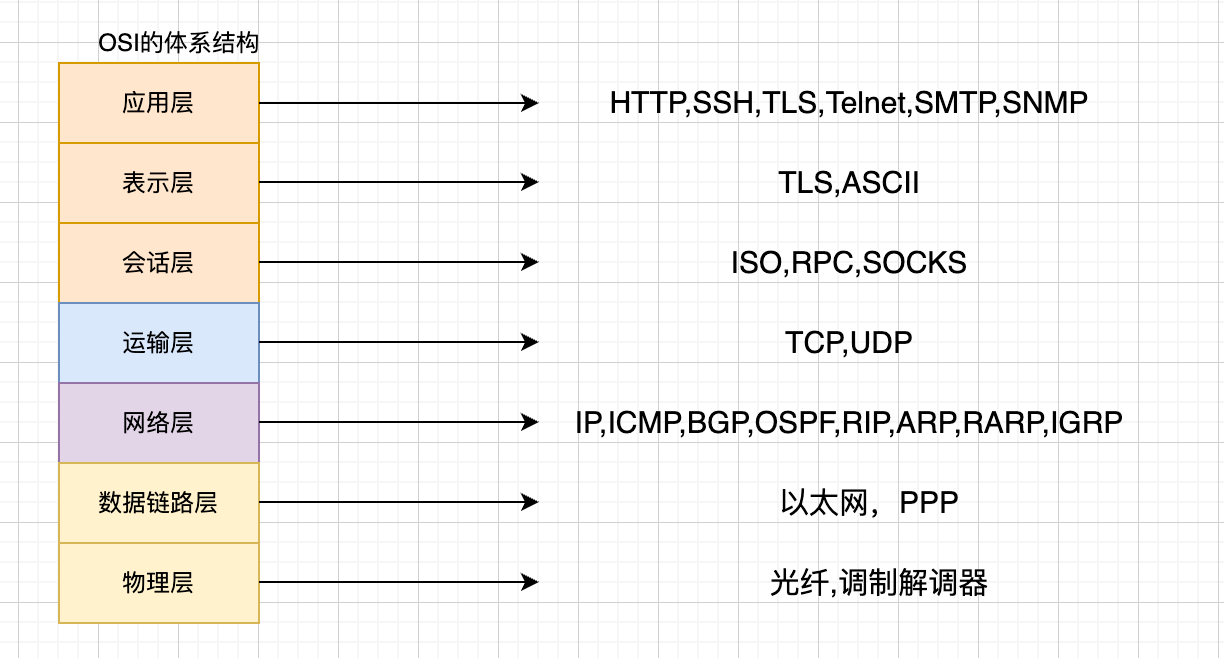 OSI的体系结构
应用层
HTTP,SSH,TLS,Telnet,SMTP,SNMP
表示层
TLS,ASCII
会话层
ISO,RPC,SOCKS
运输层
TCP,UDP
网络层
IP,ICMP,BGP,OSPF,RIP,ARP,RARP,IGRP
数据链路层
以太网，PPP
物理层
光纤,调制解调器